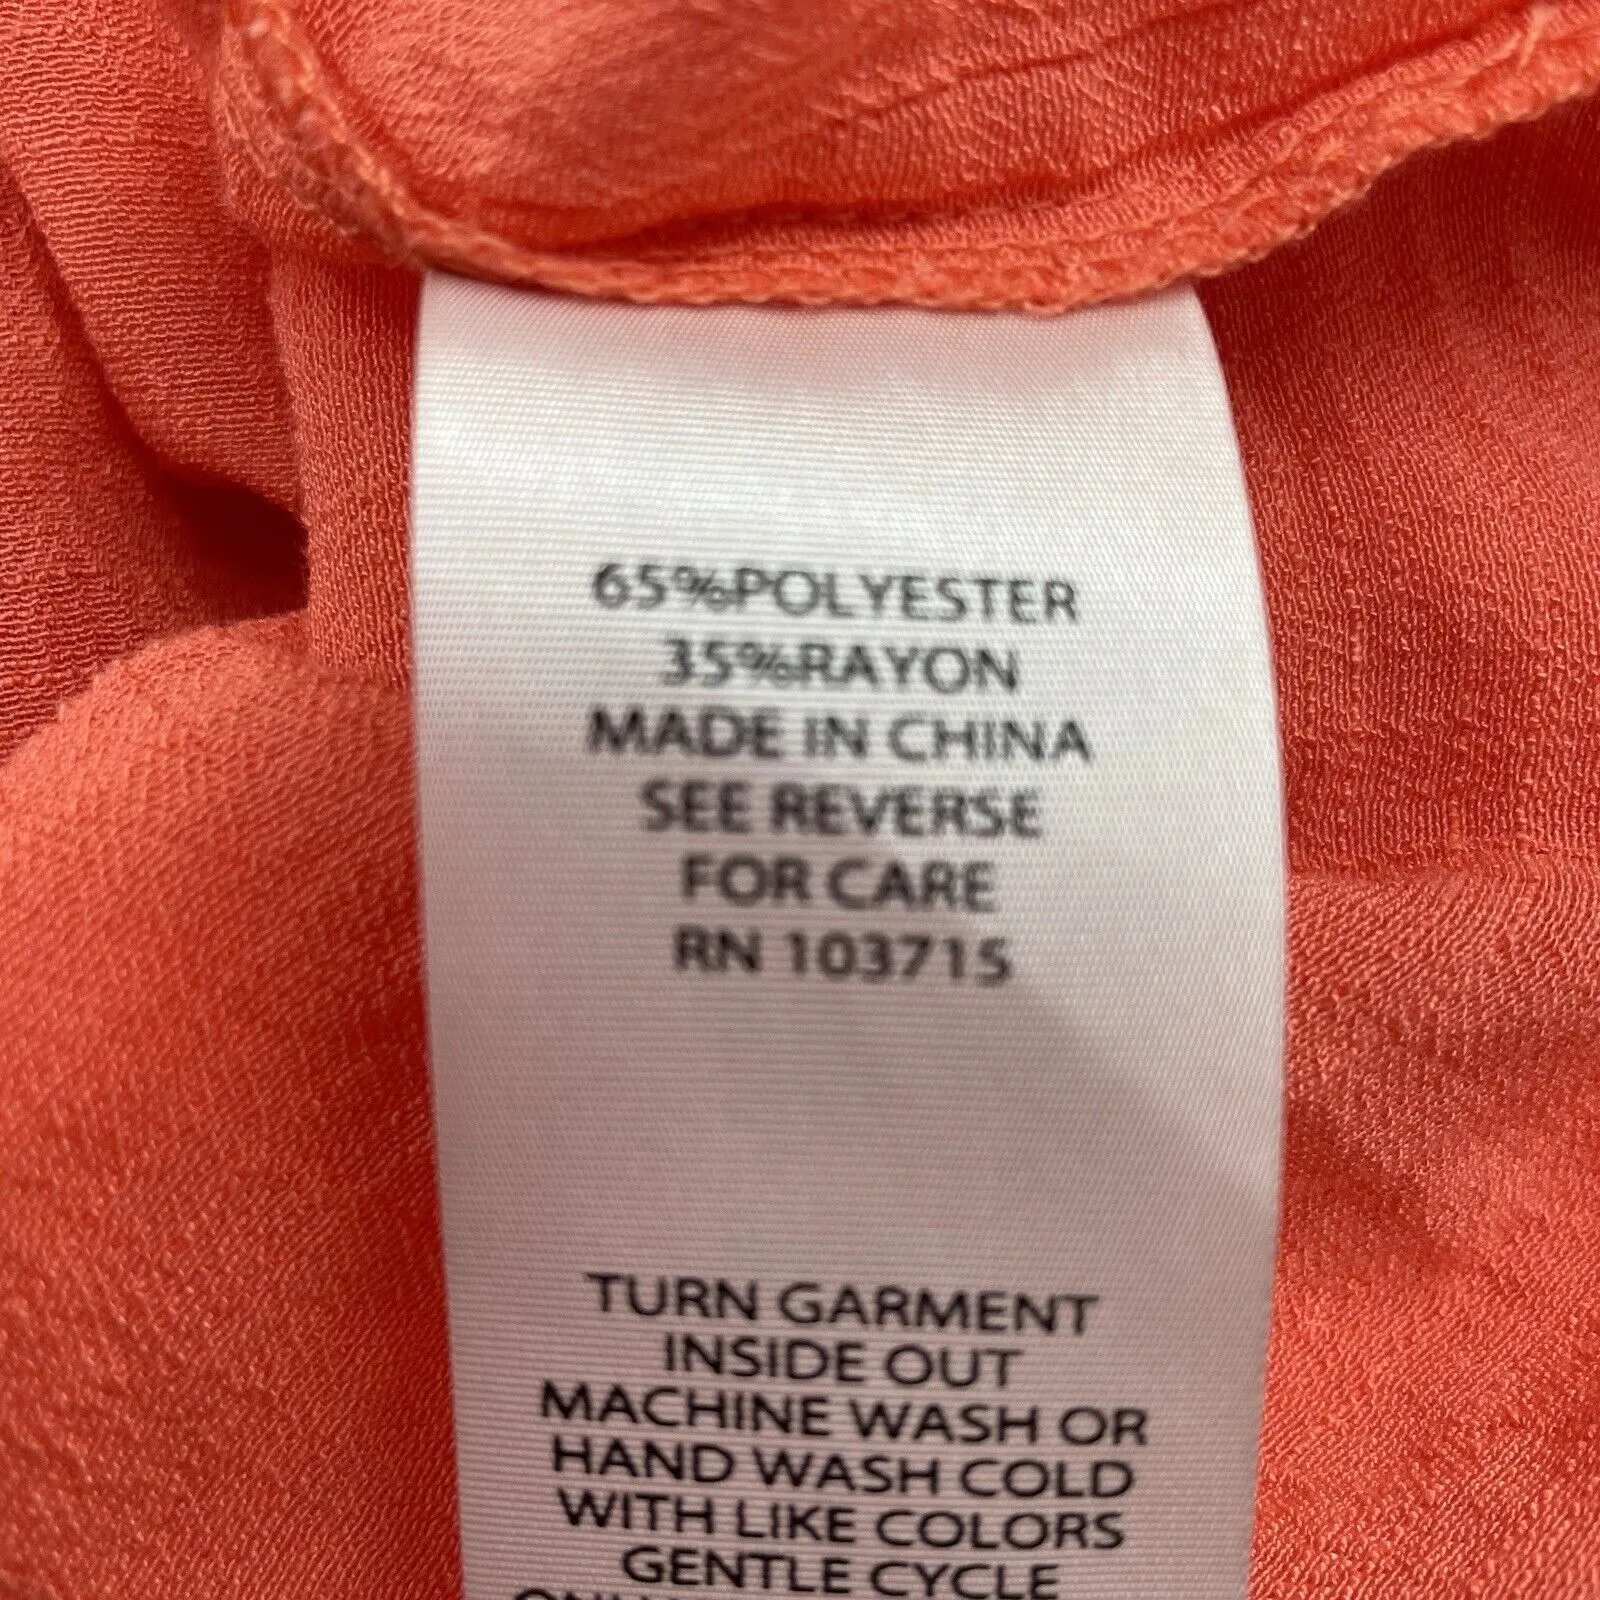 65%POLYESTER
35%RAYON
MADE IN CHINA
SEE REVERSE
FOR CARE
RN 103715
TURN GARMENT
INSIDE OUT
MACHINE WASH OR
HAND WASH COLD
WITH LIKE COLORS
GENTLE CYCLE